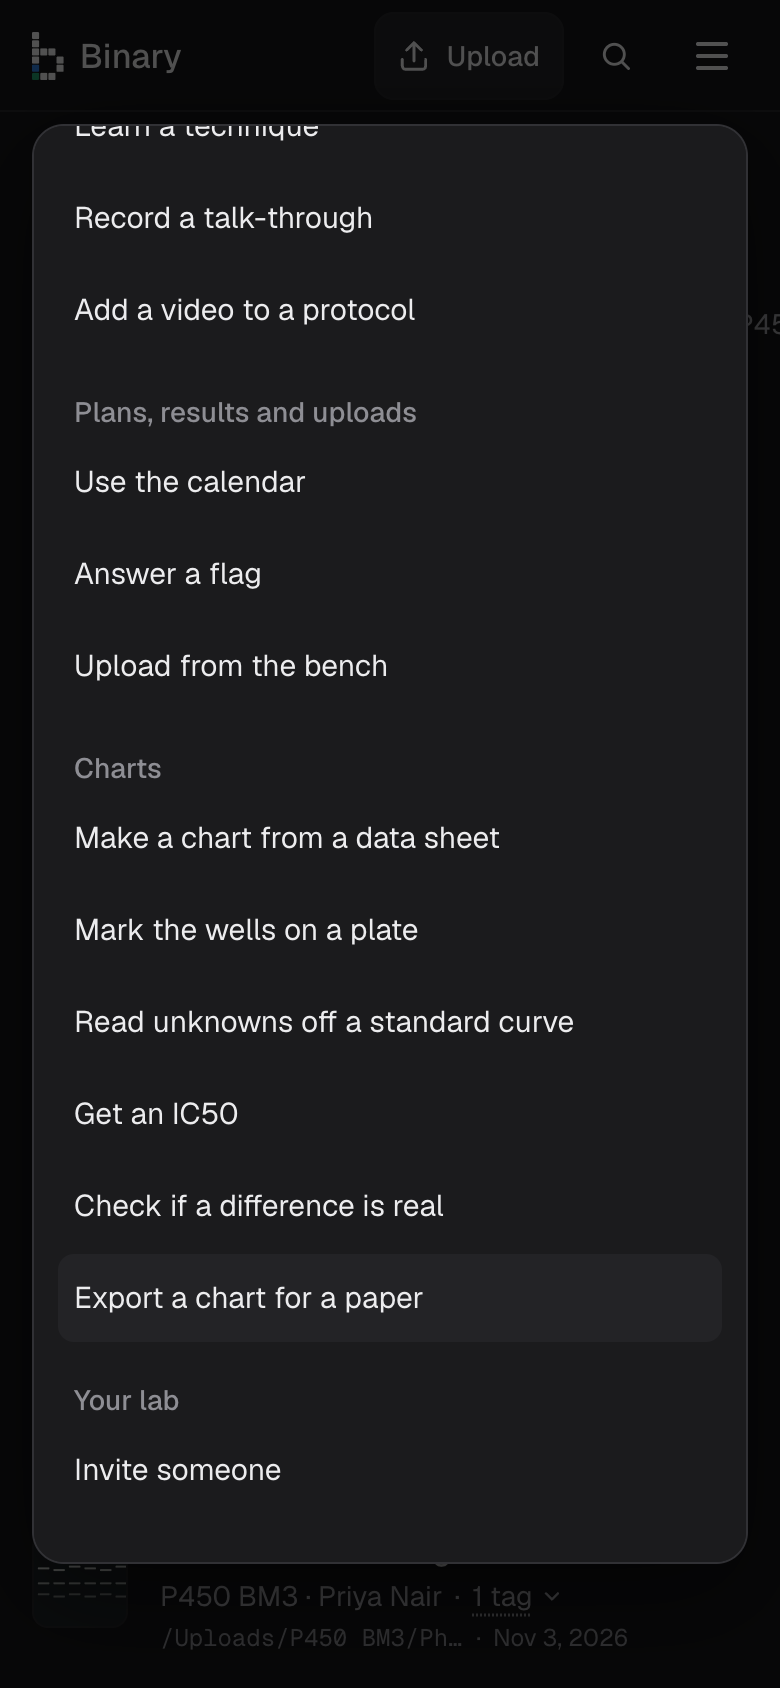 Binary
Upload
Learn a technique
Record a talk-through
Add a video to a protocol
P45
Plans, results and uploads
Use the calendar
Answer a flag
Upload from the bench
Charts
Make a chart from a data sheet
Mark the wells on a plate
Read unknowns off a standard curve
Get an IC50
Check if a difference is real
Export a chart for a paper
Your lab
Invite someone
P450 BM3 · Priya Nair · 1 tag
/Uploads/P450 BM3/Ph… · Nov 3, 2026